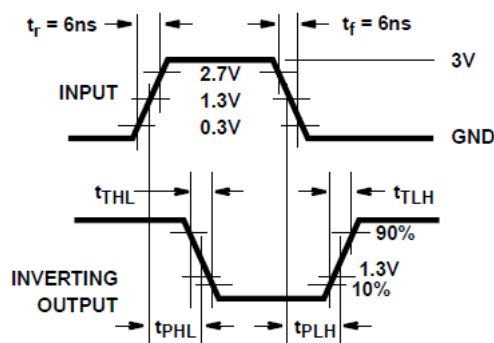 tr = 6ns
tf = 6ns
INPUT
2.7V
1.3V
0.3V
3V
GND
tTHL
tTLH
90%
1.3V
10%
INVERTING
OUTPUT
tPHL
tPLH